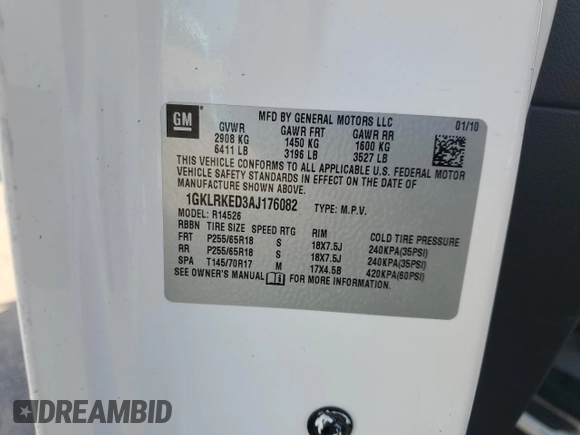 GM
MFD BY GENERAL MOTORS LLC
01/10
GVWR GAWR FRT GAWR RR
2908 KG 1450 KG 1600 KG
6411 LB 3196 LB 3527 LB
THIS VEHICLE CONFORMS TO ALL APPLICABLE U.S. FEDERAL MOTOR
VEHICLE SAFETY STANDARDS IN EFFECT ON THE DATE OF
MANUFACTURE SHOWN ABOVE.
1GKLRKED3AJ176082 TYPE: M.P.V.
MODEL: R14526
RBBN TIRE SIZE SPEED RTG RIM COLD TIRE PRESSURE
FRT P255/65R18 S 18X7.5J 240KPA(35PSI)
RR P255/65R18 S 18X7.5J 240KPA(35PSI)
SPA T145/70R17 M 17X4.5B 420KPA(60PSI)
SEE OWNER'S MANUAL FOR MORE INFORMATION.
DREAMBID